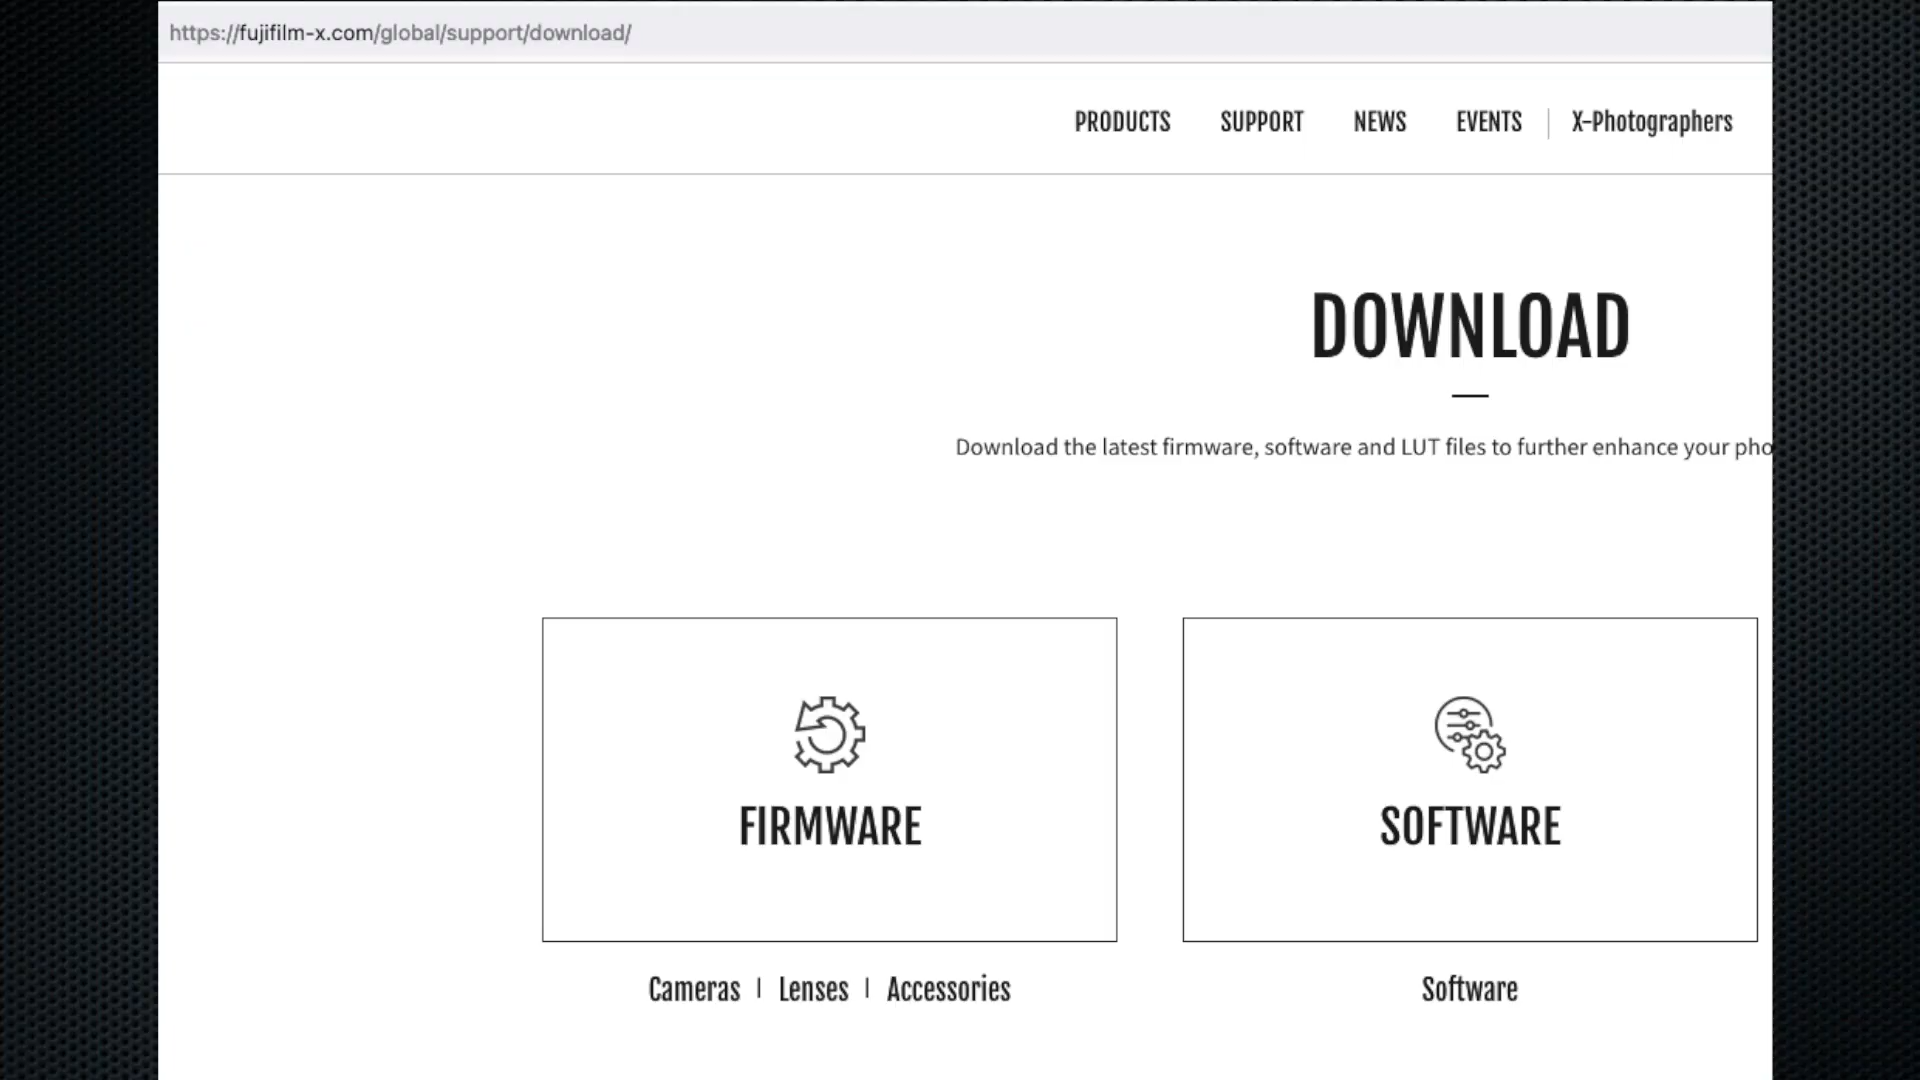 https://fujifilm-x.com/global/support/download/
PRODUCTS SUPPORT NEWS EVENTS X-Photographers
DOWNLOAD
Download the latest firmware, software and LUT files to further enhance your pho
FIRMWARE
SOFTWARE
Cameras | Lenses | Accessories
Software